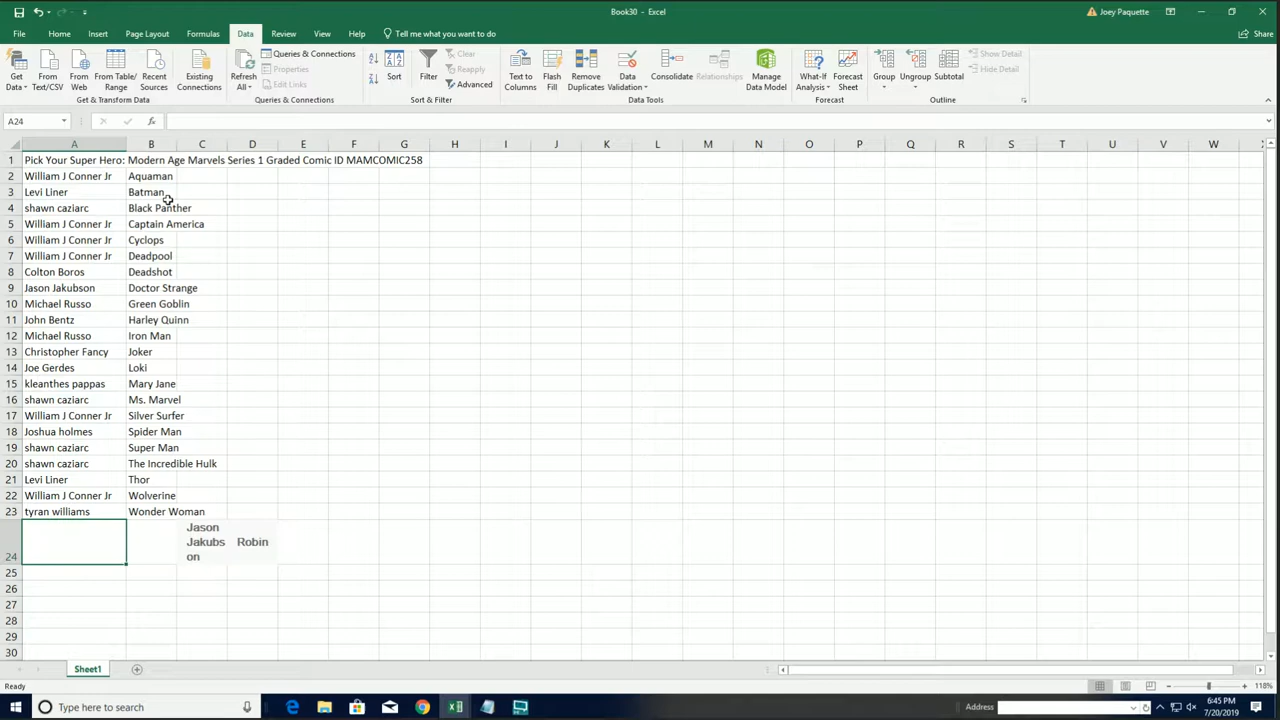 Book30 - Excel
Joey Paquette
File Home Insert Page Layout Formulas Data Review View Help Tell me what you want to do Share
Get Data
From Text/CSV
From Web
From Table/ Range
Recent Sources
Existing Connections
Get & Transform Data
Refresh All
Queries & Connections
Properties
Edit Links
Queries & Connections
Sort
Filter
Clear
Reapply
Advanced
Sort & Filter
Text to Columns
Flash Fill
Remove Duplicates
Data Validation
Consolidate
Relationships
Manage Data Model
Data Tools
What-If Analysis
Forecast Sheet
Forecast
Group
Ungroup
Subtotal
Show Detail
Hide Detail
Outline
A24 fx
A B C D E F G H I J K L M N O P Q R S T U V W
1 Pick Your Super Hero: Modern Age Marvels Series 1 Graded Comic ID MAMCOMIC258
2 William J Conner Jr Aquaman
3 Levi Liner Batman
4 shawn caziarc Black Panther
5 William J Conner Jr Captain America
6 William J Conner Jr Cyclops
7 William J Conner Jr Deadpool
8 Colton Boros Deadshot
9 Jason Jakubson Doctor Strange
10 Michael Russo Green Goblin
11 John Bentz Harley Quinn
12 Michael Russo Iron Man
13 Christopher Fancy Joker
14 Joe Gerdes Loki
15 kleanthes pappas Mary Jane
16 shawn caziarc Ms. Marvel
17 William J Conner Jr Silver Surfer
18 Joshua holmes Spider Man
19 shawn caziarc Super Man
20 shawn caziarc The Incredible Hulk
21 Levi Liner Thor
22 William J Conner Jr Wolverine
23 tyran williams Wonder Woman
Jason
Jakubs Robin
24 on
25
26
27
28
29
30
Sheet1
Ready 118%
Type here to search
Address
6:45 PM
7/20/2019